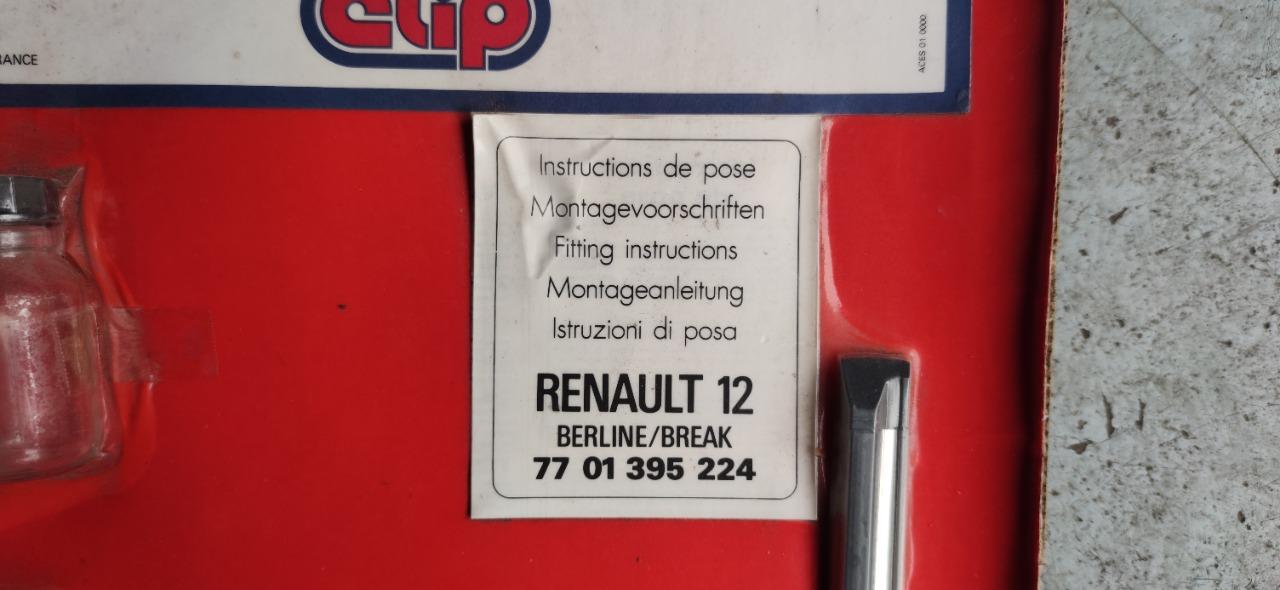 clip
RANCE
ACES 01 0000
Instructions de pose
Montagevoorschriften
Fitting instructions
Montageanleitung
Istruzioni di posa
RENAULT 12
BERLINE/BREAK
77 01 395 224